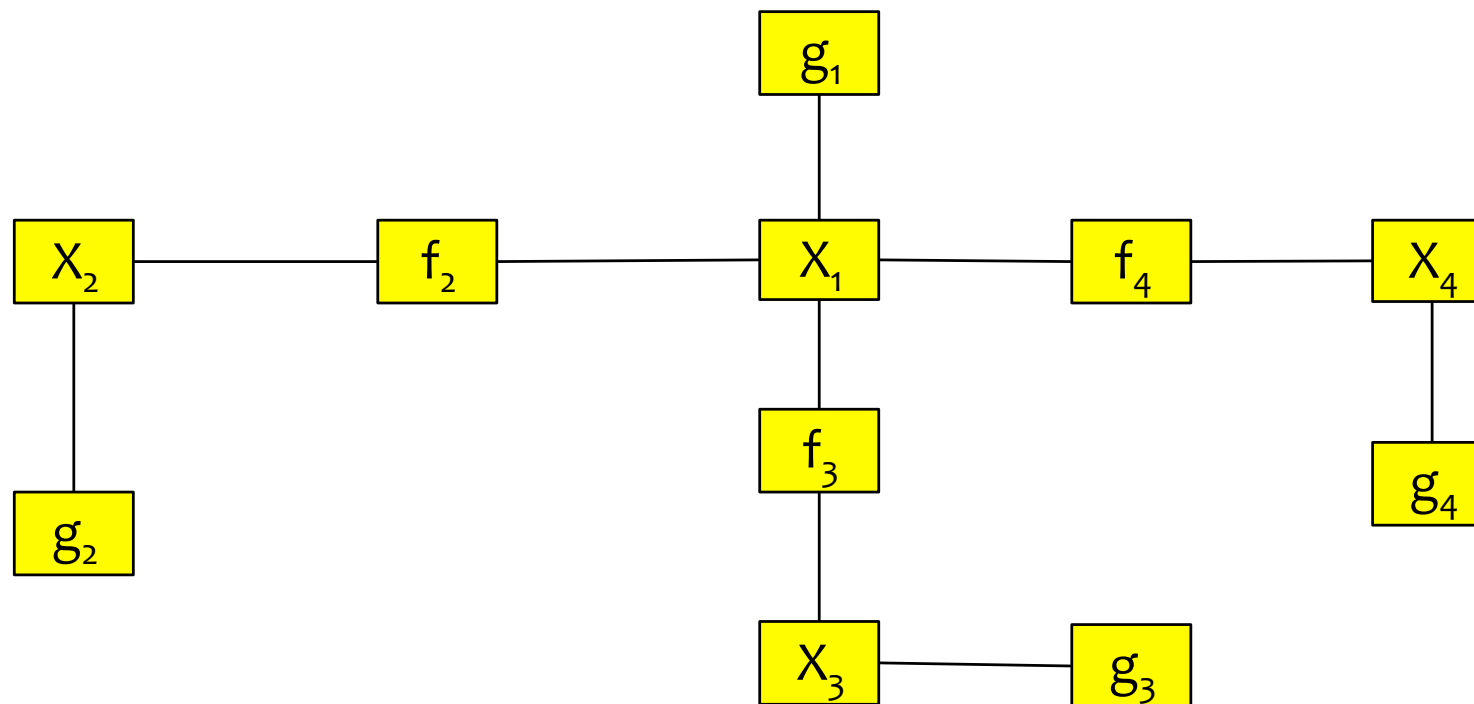 g₁
X₂ f₂ X₁ f₄ X₄
f₃
g₄
g₂
X₃ g₃